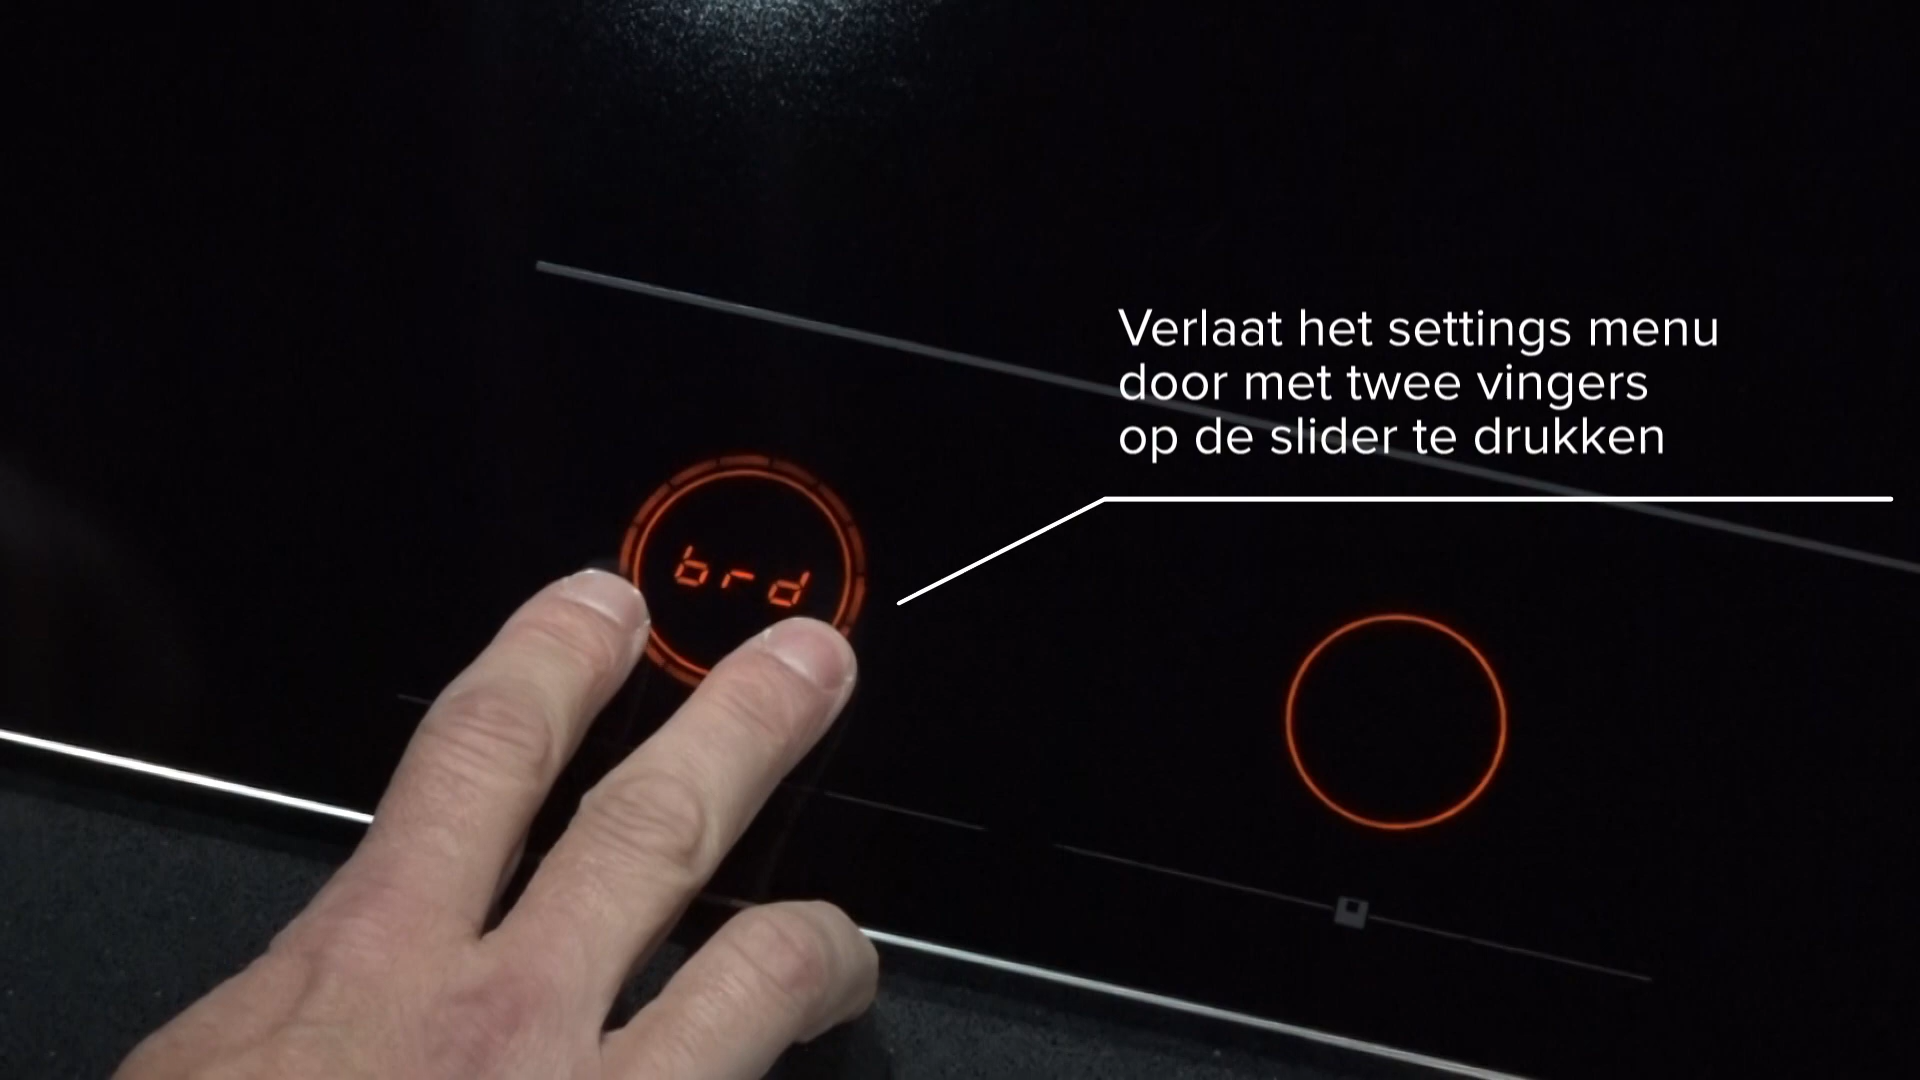 Verlaat het settings menu
door met twee vingers
op de slider te drukken
brd